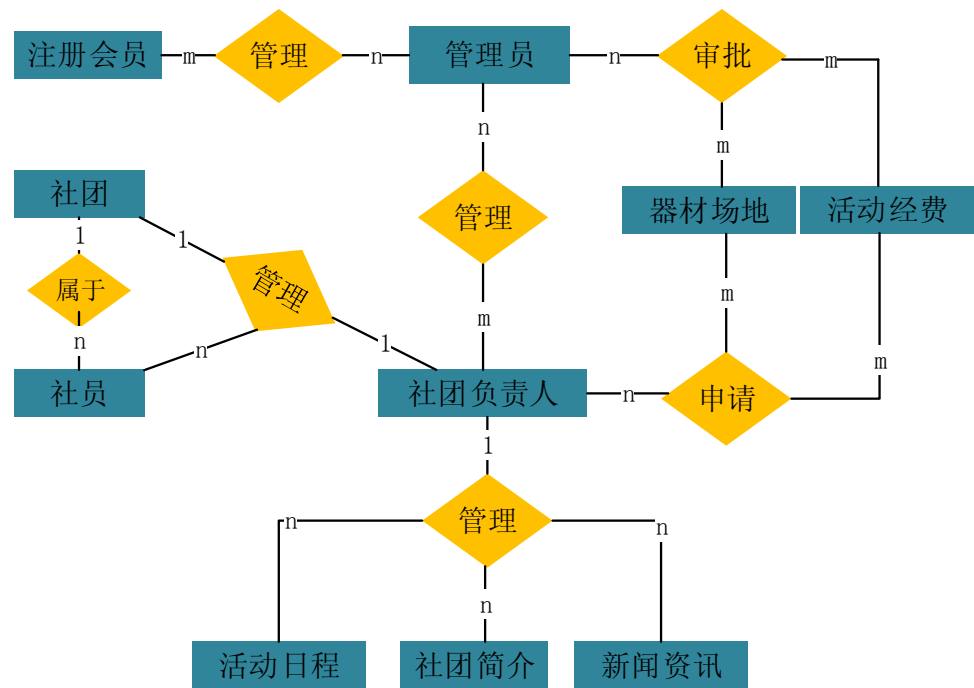 注册会员
m
管理
n
管理员
n
审批
m
n
m
社团
器材场地
活动经费
管理
1
1
管理
属于
m
m
n
n
1
m
社员
社团负责人
n
申请
1
管理
n
n
n
活动日程
社团简介
新闻资讯